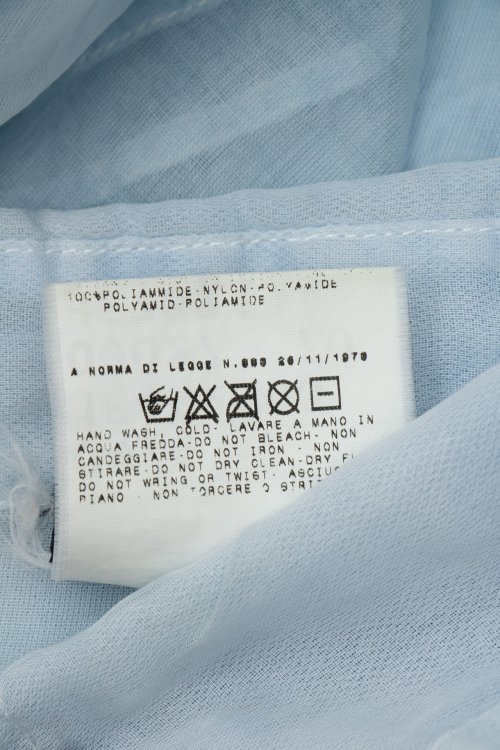 100%POLIAMMIDE-NYLON-POLYAMIDE
POLYAMID-POLIAMIDE
A NORMA DI LEGGE N.883 26/11/1973
HAND WASH, COLD- LAVARE A MANO IN
ACQUA FREDDA-DO NOT BLEACH- NON
CANDEGGIARE-DO NOT IRON - NON
STIRARE-DO NOT DRY CLEAN-DRY
DO NOT WRING OR TWIST-
PIANO - NON TORCERE O